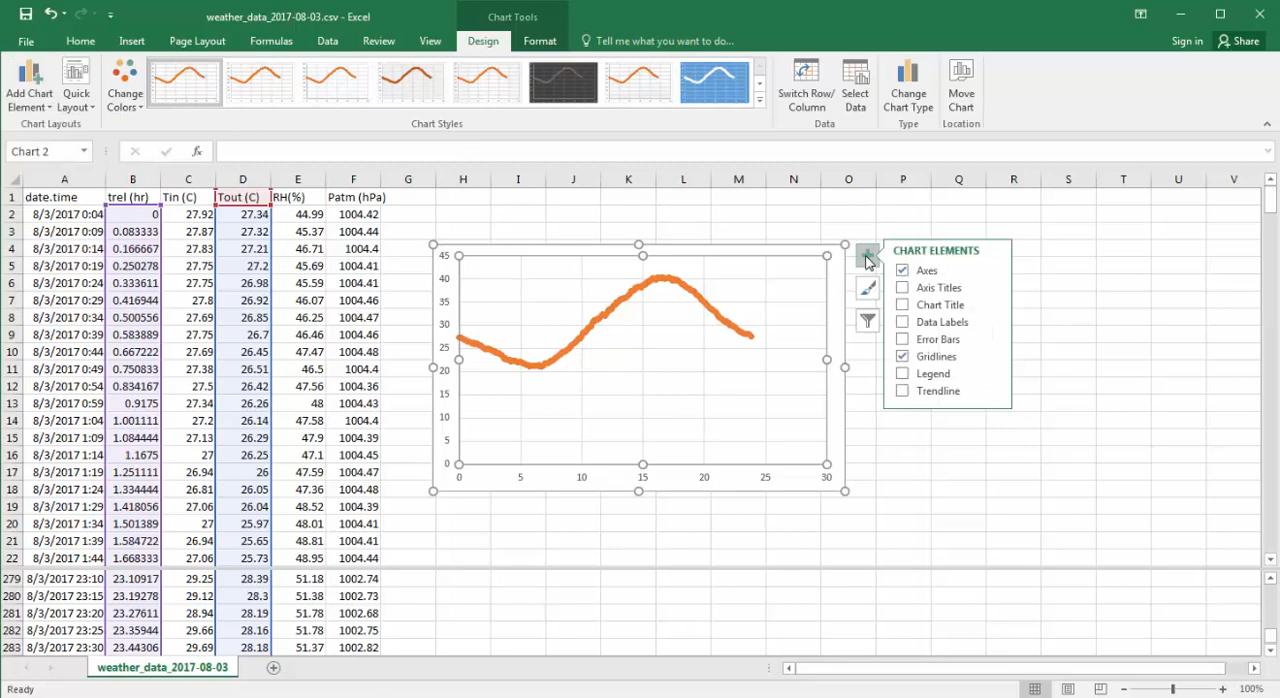 weather_data_2017-08-03.csv - Excel
Chart Tools
File Home Insert Page Layout Formulas Data Review View Design Format Tell me what you want to do... Sign in Share
Add Chart Element
Quick Layout
Change Colors
Switch Row/ Column
Select Data
Change Chart Type
Move Chart
Chart Layouts Chart Styles Data Type Location
Chart 2 fx
A B C D E F G H I J K L M N O P Q R S T U V
1 date.time trel (hr) Tin (C) Tout (C) RH(%) Patm (hPa)
2 8/3/2017 0:04 0 27.92 27.34 44.99 1004.42
3 8/3/2017 0:09 0.083333 27.87 27.32 45.37 1004.44
4 8/3/2017 0:14 0.166667 27.83 27.21 46.71 1004.4
5 8/3/2017 0:19 0.250278 27.75 27.2 45.69 1004.41
6 8/3/2017 0:24 0.333611 27.75 26.98 45.59 1004.41
7 8/3/2017 0:29 0.416944 27.8 26.92 46.07 1004.46
8 8/3/2017 0:34 0.500556 27.69 26.85 46.25 1004.41
9 8/3/2017 0:39 0.583889 27.75 26.7 46.46 1004.46
10 8/3/2017 0:44 0.667222 27.69 26.45 47.47 1004.48
11 8/3/2017 0:49 0.750833 27.38 26.51 46.5 1004.4
12 8/3/2017 0:54 0.834167 27.5 26.42 47.56 1004.36
13 8/3/2017 0:59 0.9175 27.34 26.26 48 1004.43
14 8/3/2017 1:04 1.001111 27.2 26.14 47.58 1004.4
15 8/3/2017 1:09 1.084444 27.13 26.29 47.9 1004.39
16 8/3/2017 1:14 1.1675 27 26.25 47.1 1004.45
17 8/3/2017 1:19 1.251111 26.94 26 47.59 1004.47
18 8/3/2017 1:24 1.334444 26.81 26.05 47.36 1004.48
19 8/3/2017 1:29 1.418056 27.06 26.04 48.52 1004.39
20 8/3/2017 1:34 1.501389 27 25.97 48.01 1004.41
21 8/3/2017 1:39 1.584722 26.94 25.65 48.81 1004.41
22 8/3/2017 1:44 1.668333 27.06 25.73 48.95 1004.44
279 8/3/2017 23:10 23.10917 29.25 28.39 51.18 1002.74
280 8/3/2017 23:15 23.19278 29.12 28.3 51.38 1002.73
281 8/3/2017 23:20 23.27611 28.94 28.19 51.78 1002.68
282 8/3/2017 23:25 23.35944 29.66 28.16 51.78 1002.75
283 8/3/2017 23:30 23.44306 29.69 28.18 51.37 1002.82
45
40
35
30
25
20
15
10
5
0
0 5 10 15 20 25 30
CHART ELEMENTS
Axes
Axis Titles
Chart Title
Data Labels
Error Bars
Gridlines
Legend
Trendline
weather_data_2017-08-03
Ready 100%